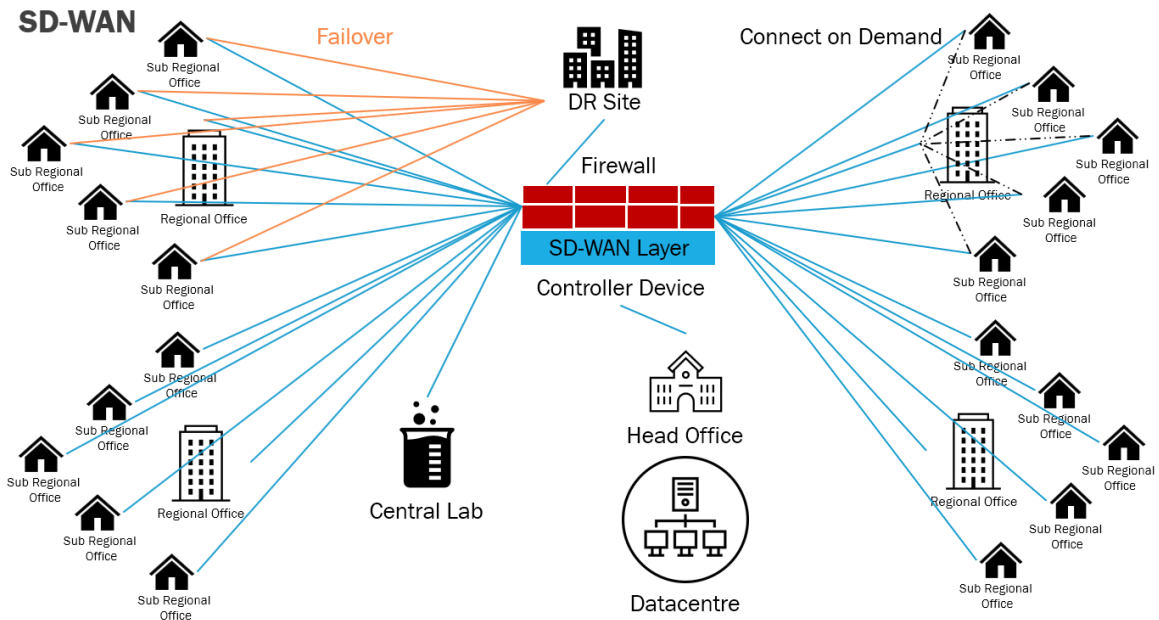 SD-WAN
Failover
Connect on Demand
Sub Regional
Office
Sub Regional
Office
Sub Regional
Office
Sub Regional
Office
Sub Regional
Office
Regional Office
DR Site
Firewall
SD-WAN Layer
Controller Device
Sub Regional
Office
Sub Regional
Office
Sub Regional
Office
Sub Regional
Office
Sub Regional
Office
Regional Office
Sub Regional
Office
Sub Regional
Office
Sub Regional
Office
Sub Regional
Office
Sub Regional
Office
Regional Office
Central Lab
Head Office
Datacentre
Sub Regional
Office
Sub Regional
Office
Sub Regional
Office
Sub Regional
Office
Sub Regional
Office
Regional Office